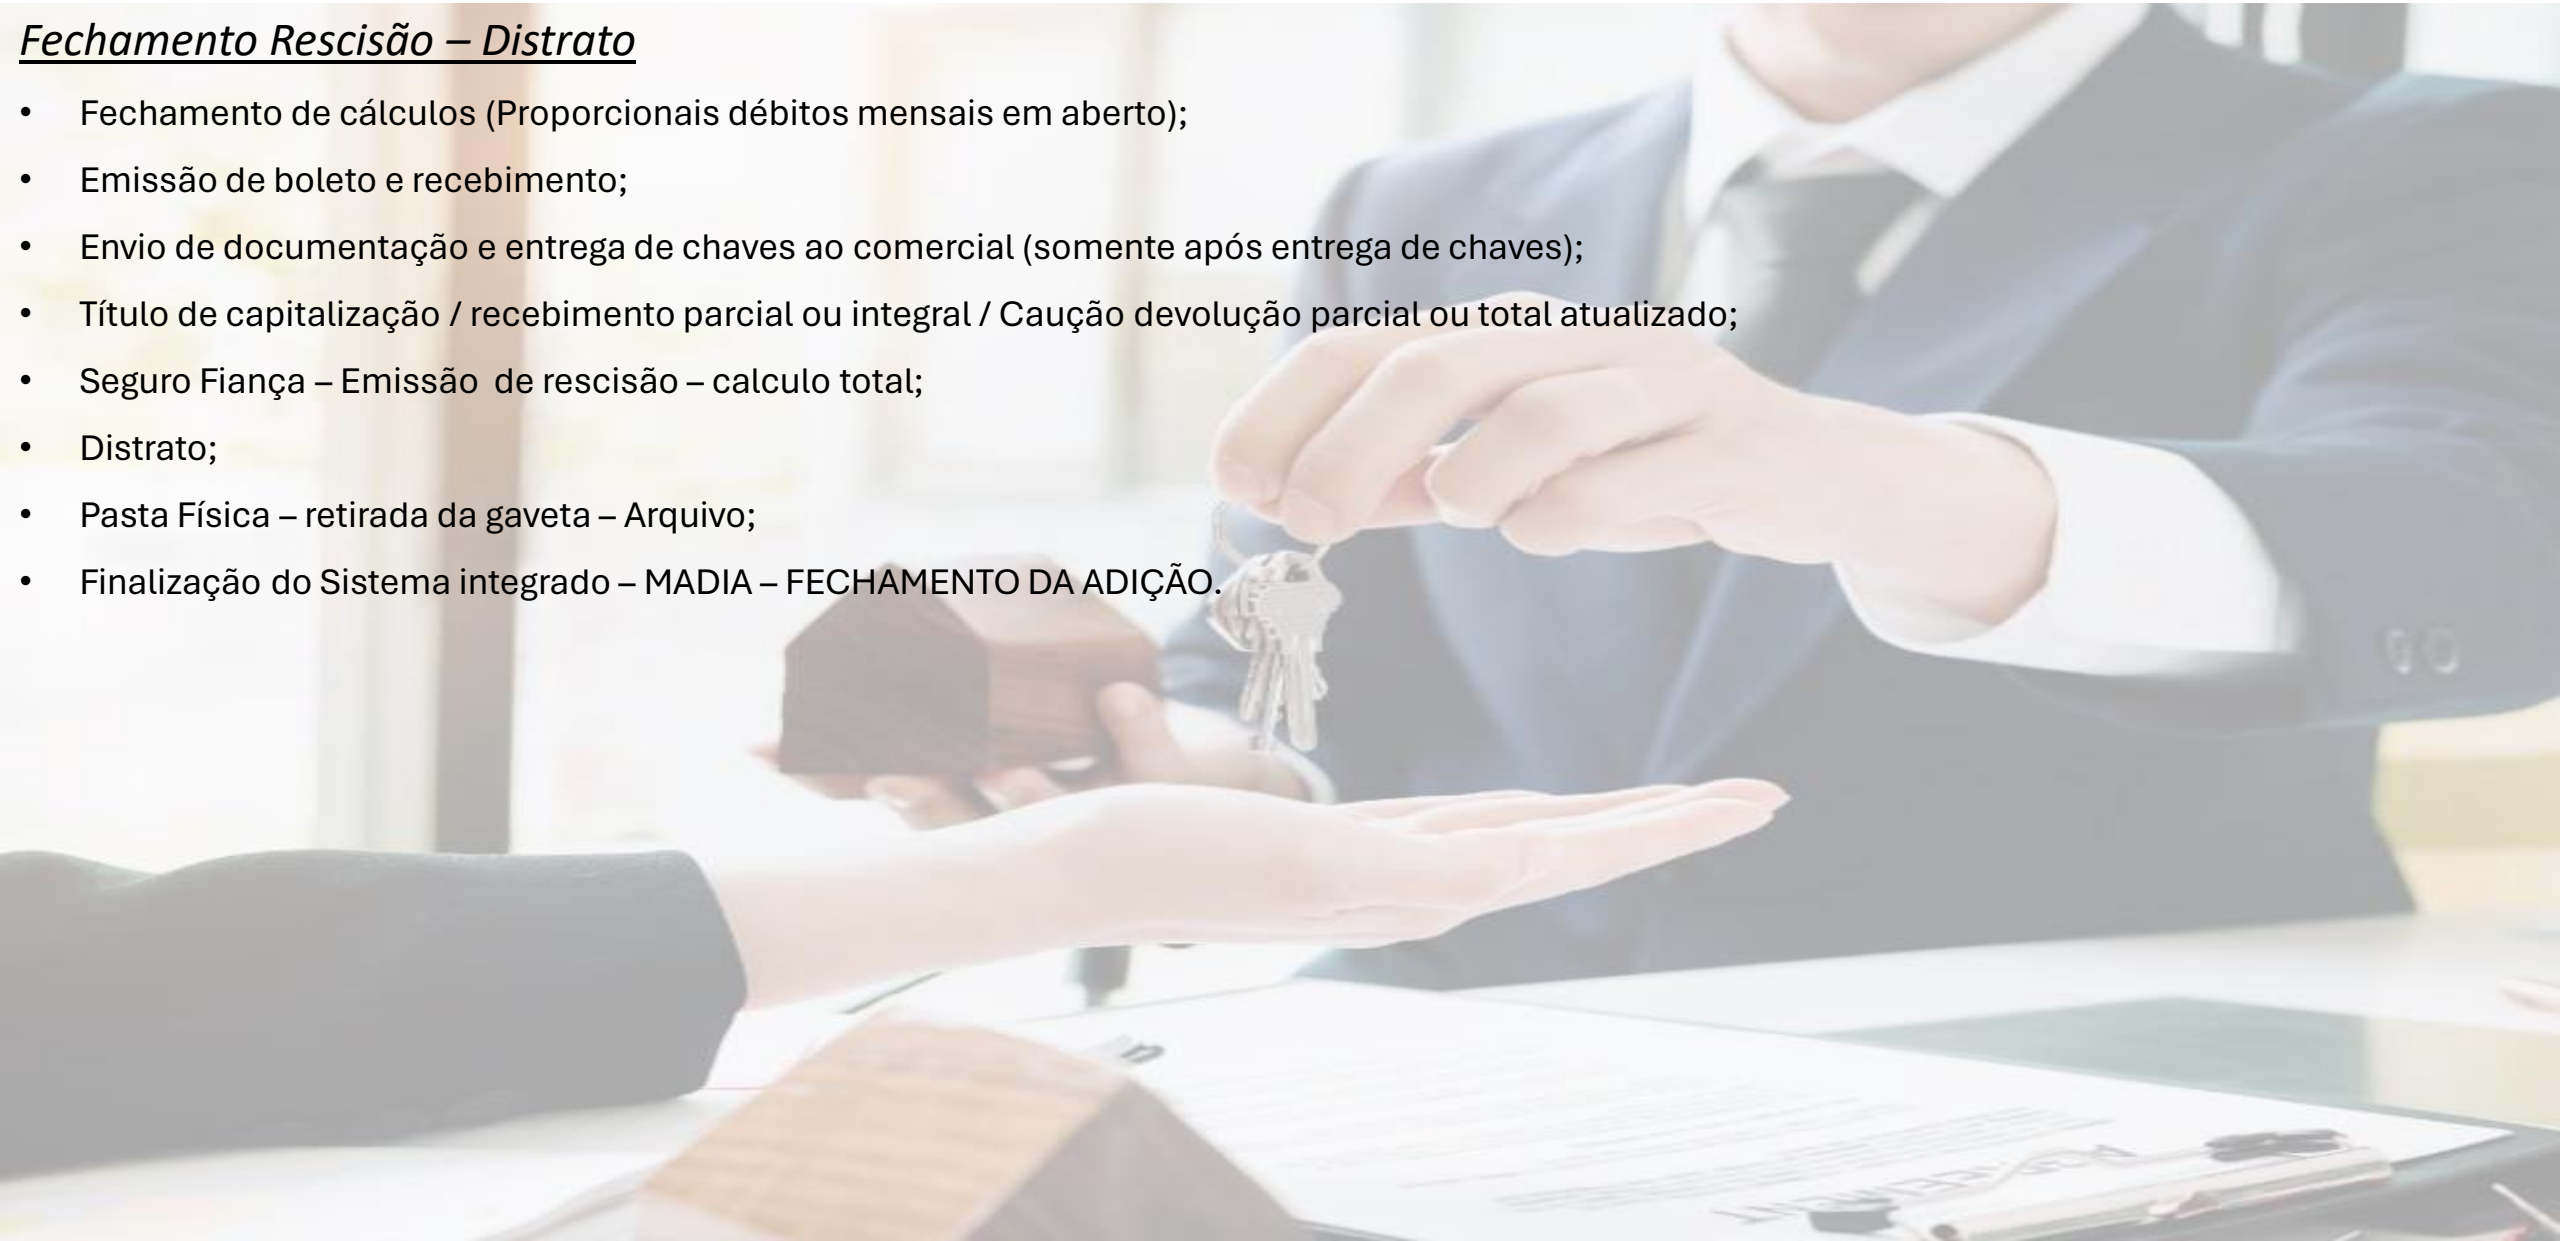 Fechamento Rescisão – Distrato
• Fechamento de cálculos (Proporcionais débitos mensais em aberto);
• Emissão de boleto e recebimento;
• Envio de documentação e entrega de chaves ao comercial (somente após entrega de chaves);
• Título de capitalização / recebimento parcial ou integral / Caução devolução parcial ou total atualizado;
• Seguro Fiança – Emissão  de rescisão – calculo total;
• Distrato;
• Pasta Física – retirada da gaveta – Arquivo;
• Finalização do Sistema integrado – MADIA – FECHAMENTO DA ADIÇÃO.